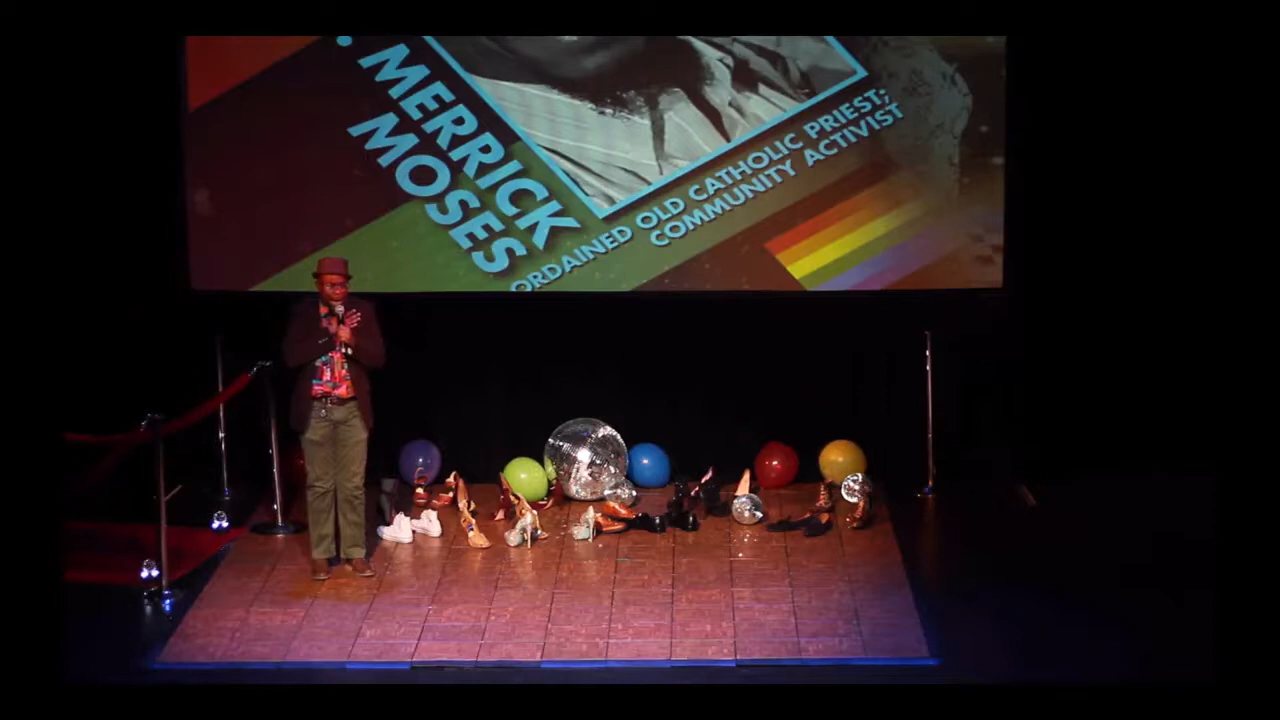 MERRICK
MOSES
ORDAINED OLD CATHOLIC PRIEST;
COMMUNITY ACTIVIST